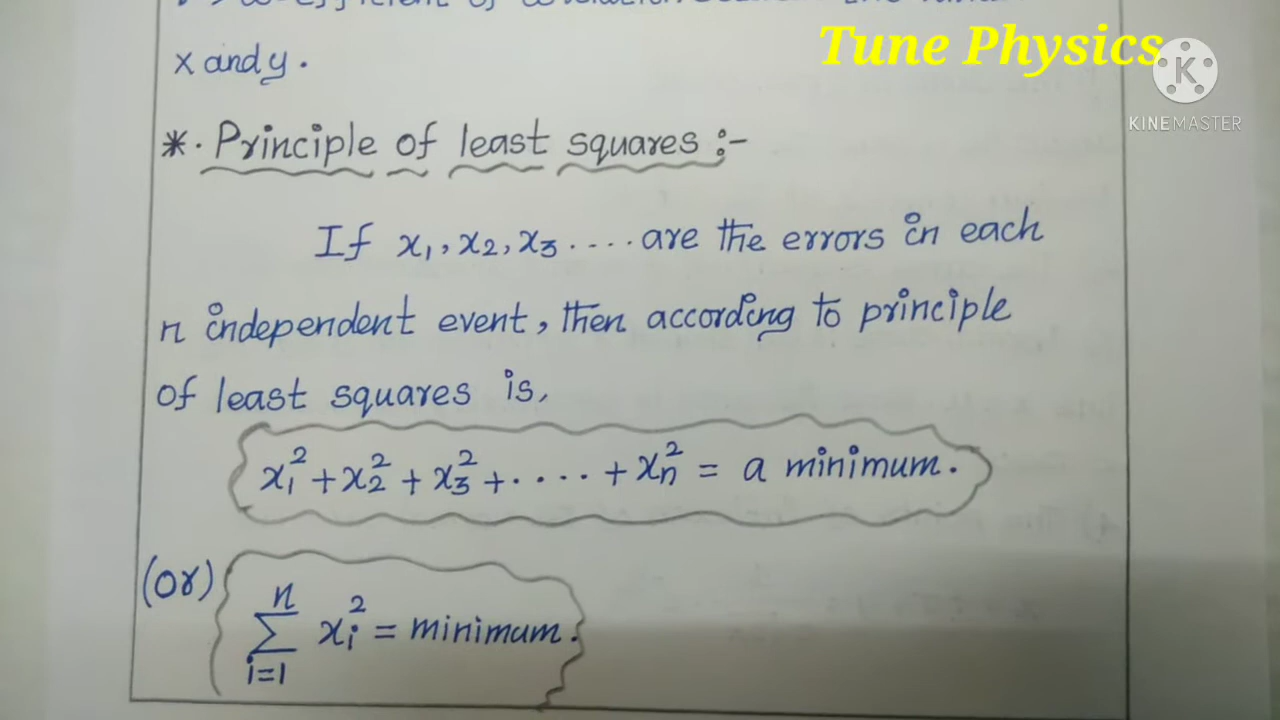 Tune Physics
K
KINEMASTER
x and y.
*. Principle of least squares :-
If x₁, x₂, x₃ .... are the errors in each
n independent event, then according to principle
of least squares is,
x₁² + x₂² + x₃² + ..... + xₙ² = a minimum.
(or)
n
∑ xᵢ² = minimum.
i=1